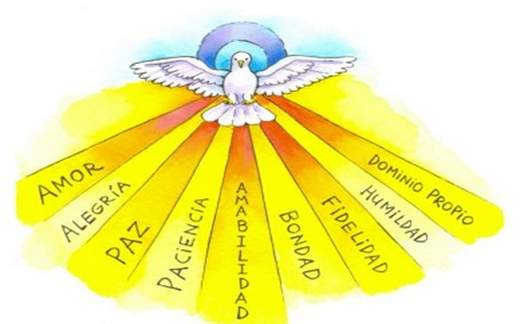 AMOR
ALEGRÍA
PAZ
PACIENCIA
AMABILIDAD
BONDAD
FIDELIDAD
HUMILDAD
DOMINIO PROPIO